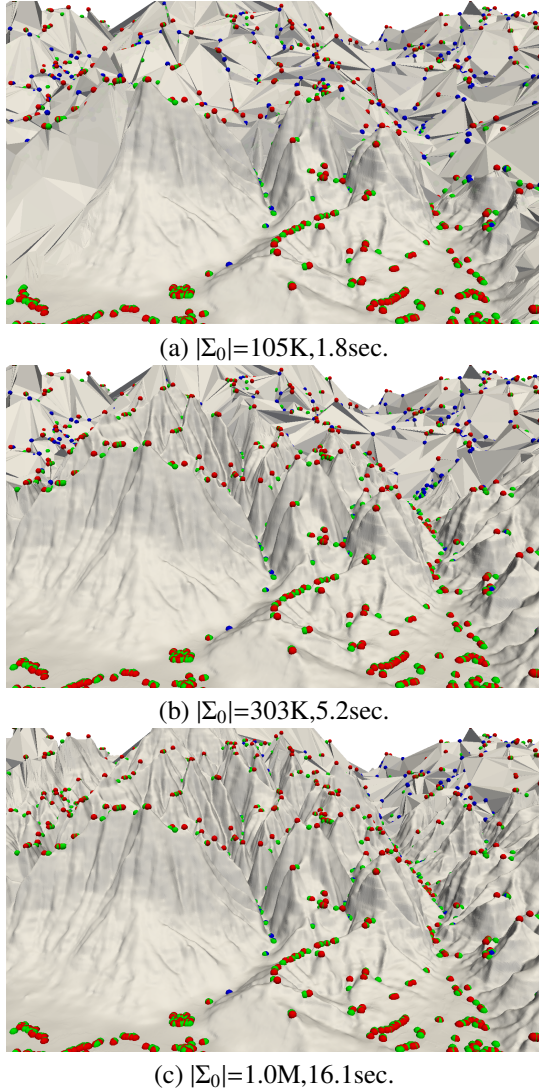 (a) |Σ₀|=105K,1.8sec.
(b) |Σ₀|=303K,5.2sec.
(c) |Σ₀|=1.0M,16.1sec.